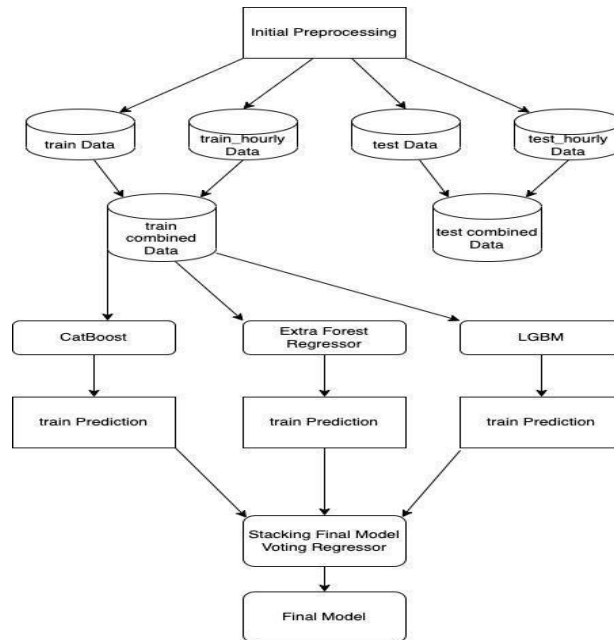 Initial Preprocessing
train Data
train_hourly
Data
test Data
test_hourly
Data
train
combined
Data
test combined
Data
CatBoost
Extra Forest
Regressor
LGBM
train Prediction
train Prediction
train Prediction
Stacking Final Model
Voting Regressor
Final Model